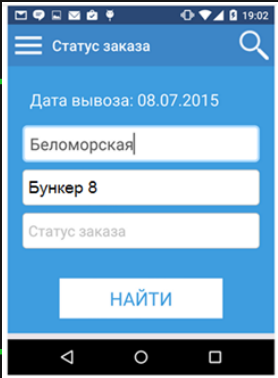 19:02
Статус заказа
Дата вывоза: 08.07.2015
Беломорская
Бункер 8
Статус заказа
НАЙТИ